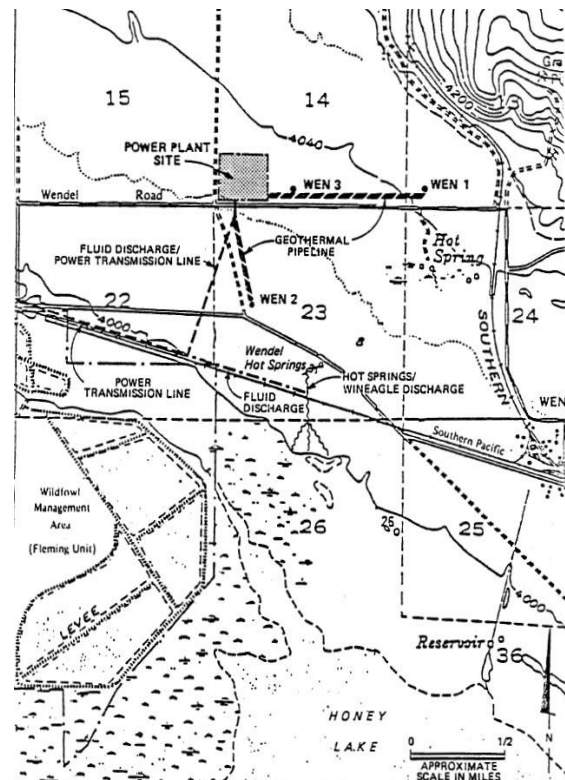 15
14
4200
4040
POWER PLANT
SITE
WEN 3
WEN 1
Wendel Road
GEOTHERMAL
PIPELINE
Hot
Spring
FLUID DISCHARGE/
POWER TRANSMISSION LINE
WEN 2
22
23
24
4000
SOUTHERN
8
Wendel
Hot Springs
HOT SPRINGS/
WINEAGLE DISCHARGE
POWER
TRANSMISSION LINE
FLUID
DISCHARGE
WEN
Southern Pacific
Wildfowl
Management
Area
(Fleming Unit)
26
26
25
4000
LEVEE
Reservoir
36
HONEY
LAKE
N
0 1/2
APPROXIMATE
SCALE IN MILES